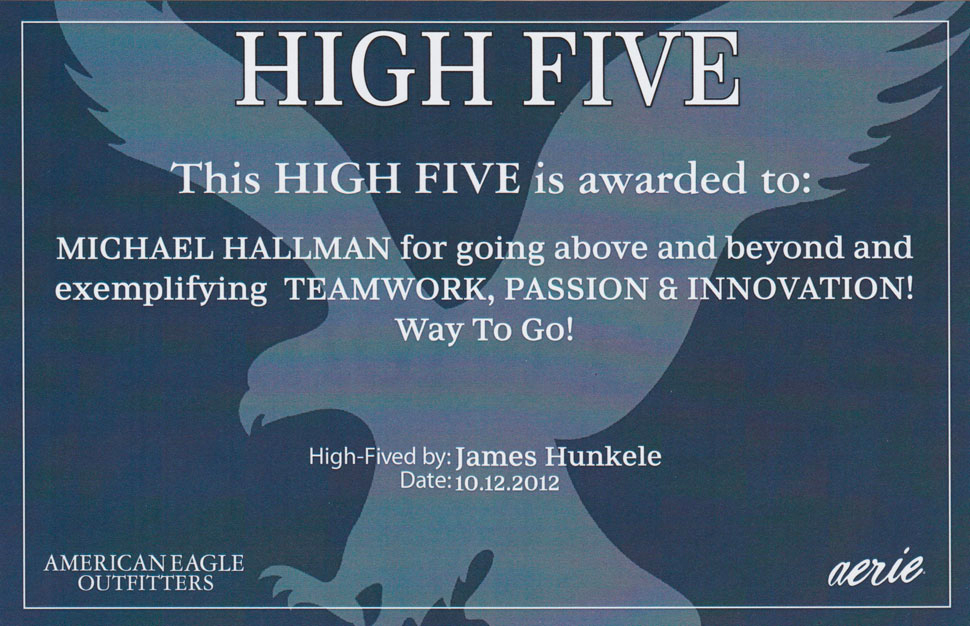 HIGH FIVE
This HIGH FIVE is awarded to:
MICHAEL HALLMAN for going above and beyond and
exemplifying TEAMWORK, PASSION & INNOVATION!
Way To Go!
High-Fived by: James Hunkele
Date: 10.12.2012
AMERICAN EAGLE
OUTFITTERS
aerie